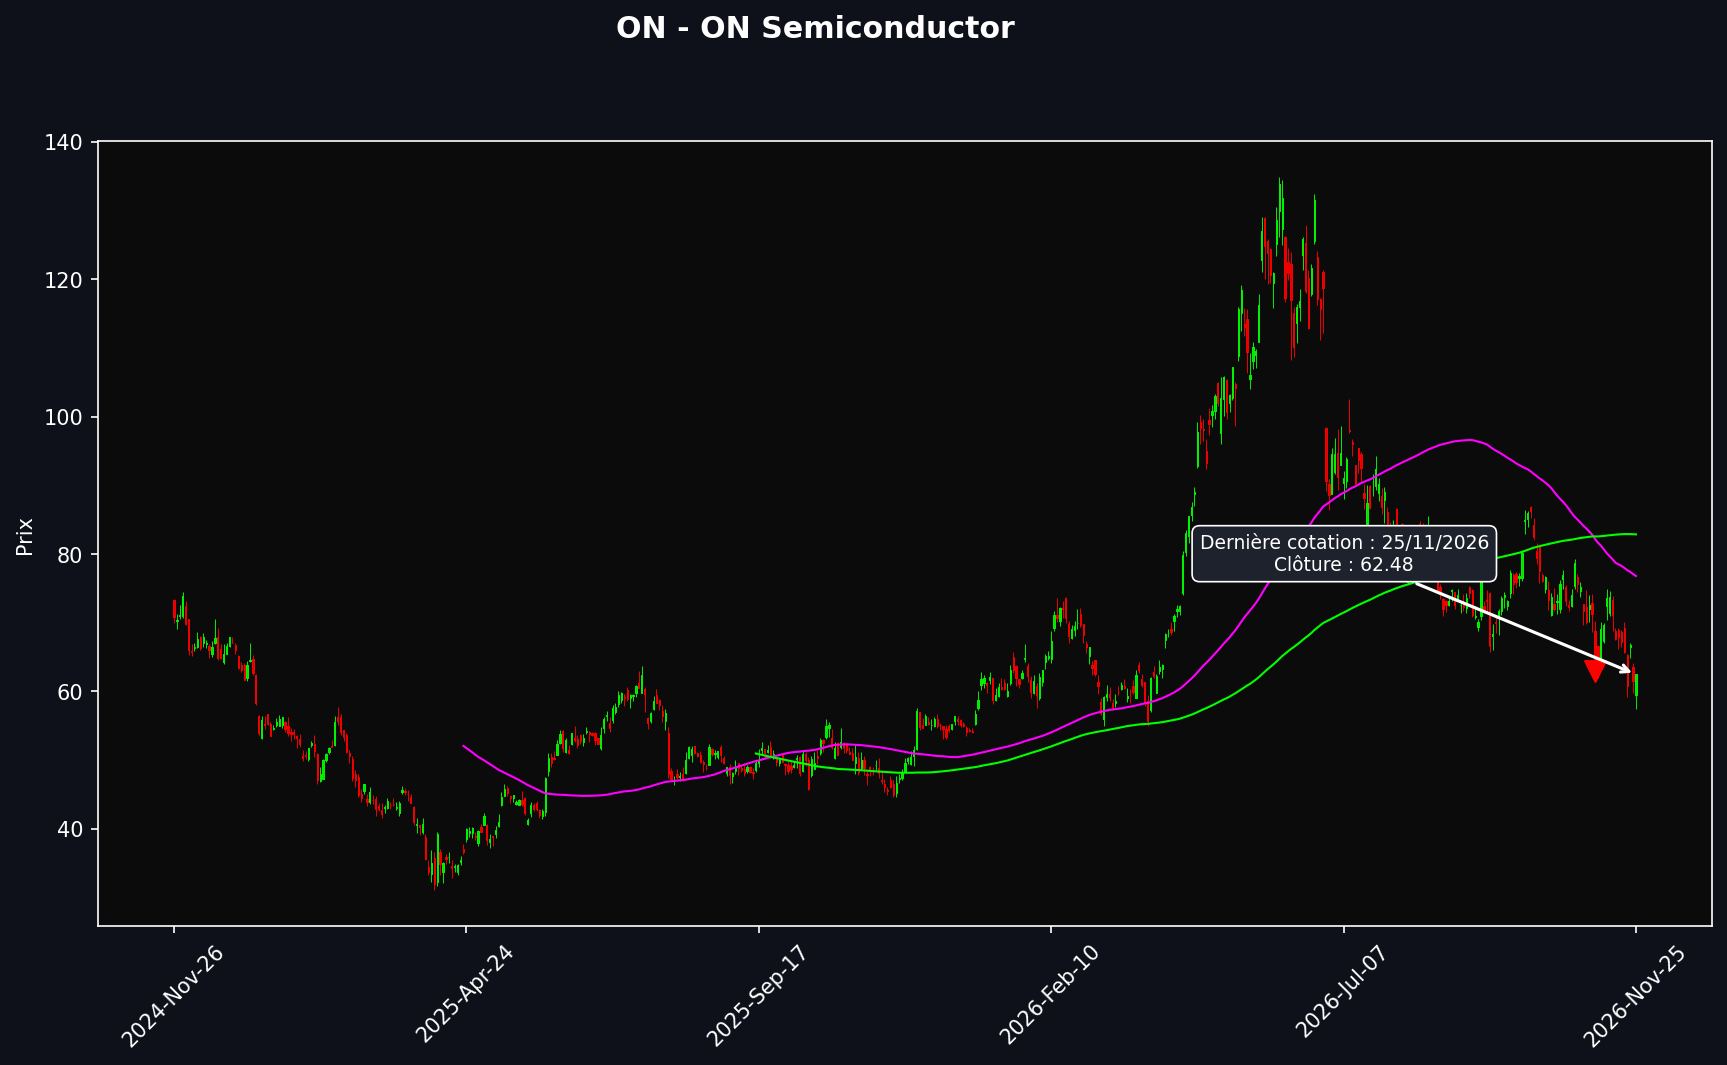 ON - ON Semiconductor
140
120
100
80
60
40
Prix
Dernière cotation : 25/11/2026
Clôture : 62.48
2024-Nov-26
2025-Apr-24
2025-Sep-17
2026-Feb-10
2026-Jul-07
2026-Nov-25